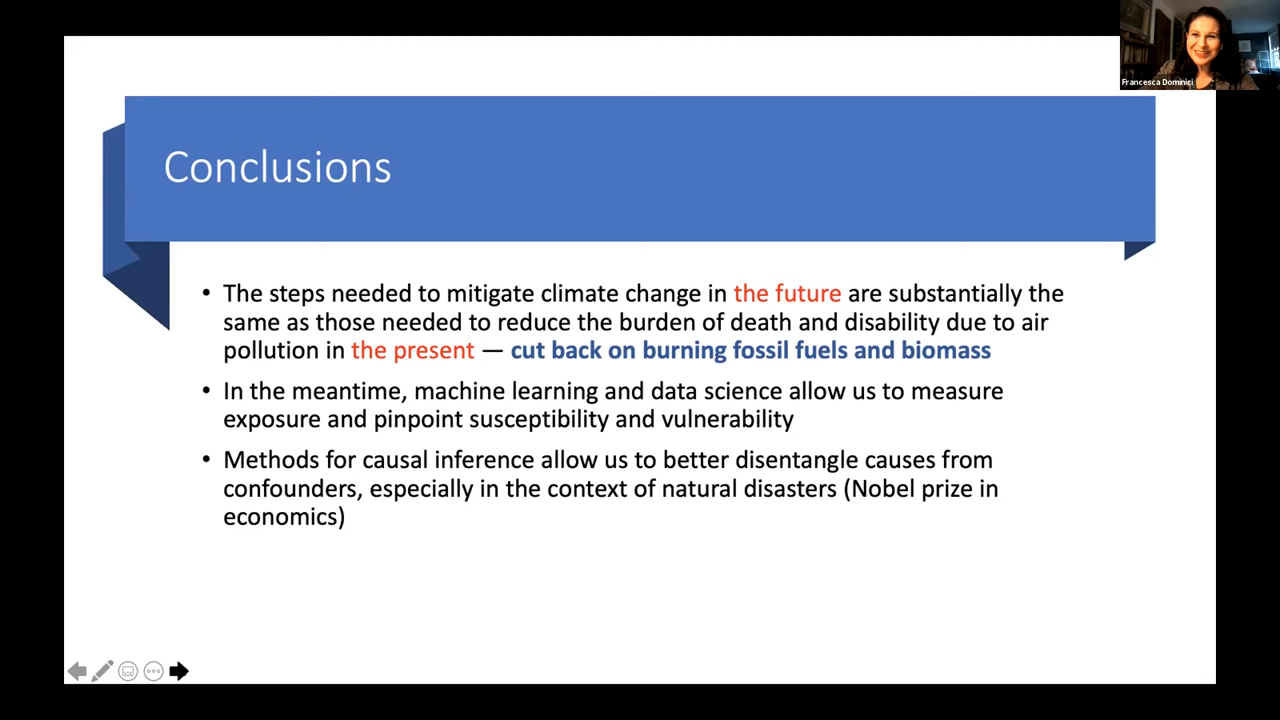 Francesca Dominici
Conclusions
• The steps needed to mitigate climate change in the future are substantially the
same as those needed to reduce the burden of death and disability due to air
pollution in the present — cut back on burning fossil fuels and biomass
• In the meantime, machine learning and data science allow us to measure
exposure and pinpoint susceptibility and vulnerability
• Methods for causal inference allow us to better disentangle causes from
confounders, especially in the context of natural disasters (Nobel prize in
economics)